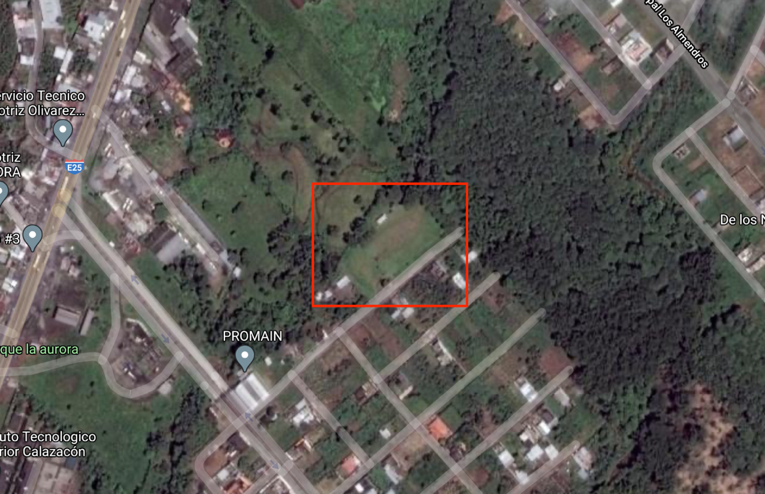 pal Los Almendros
ervicio Tecnico
otriz Olivarez...
otriz
ORA
E25
#3
De los N
PROMAIN
que la aurora
uto Tecnologico
rior Calazacón